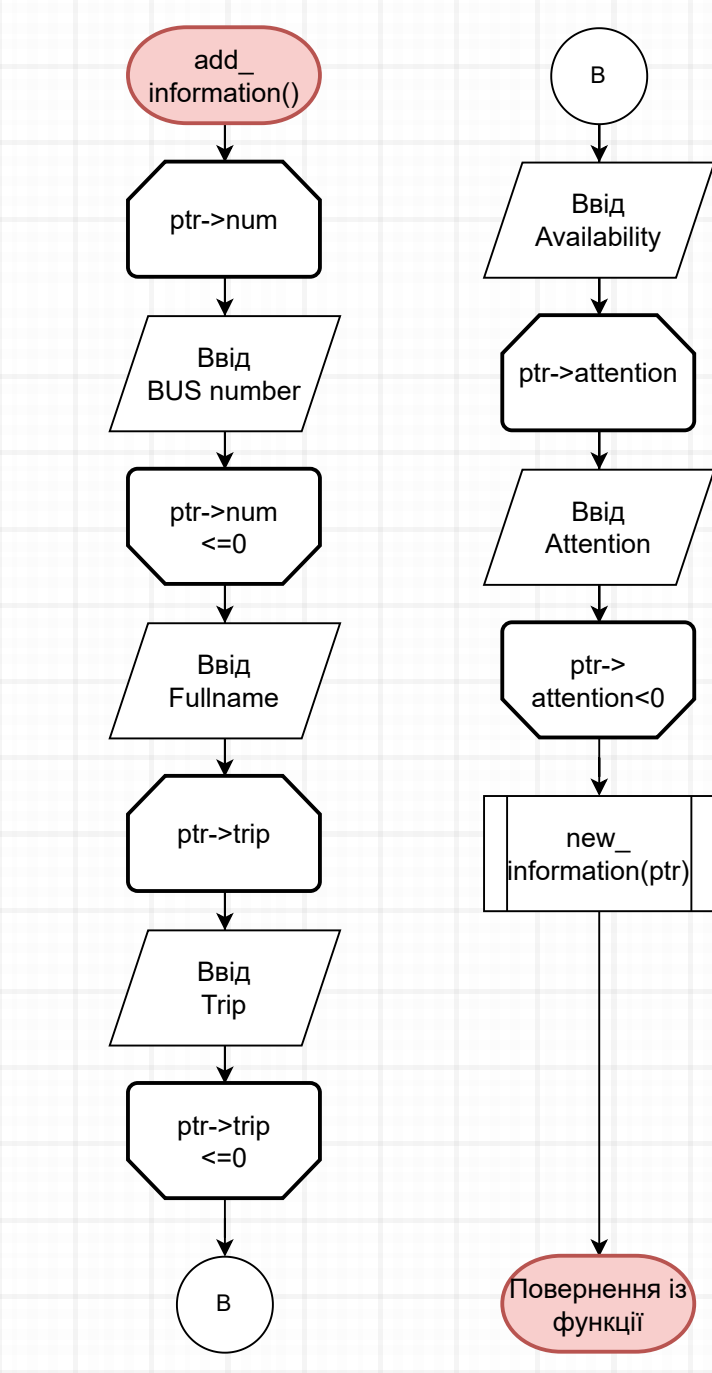 add_
information()
ptr->num
Ввід
BUS number
ptr->num
<=0
Ввід
Fullname
ptr->trip
Ввід
Trip
ptr->trip
<=0
B
B
Ввід
Availability
ptr->attention
Ввід
Attention
ptr->
attention<0
new_
information(ptr)
Повернення із
функції